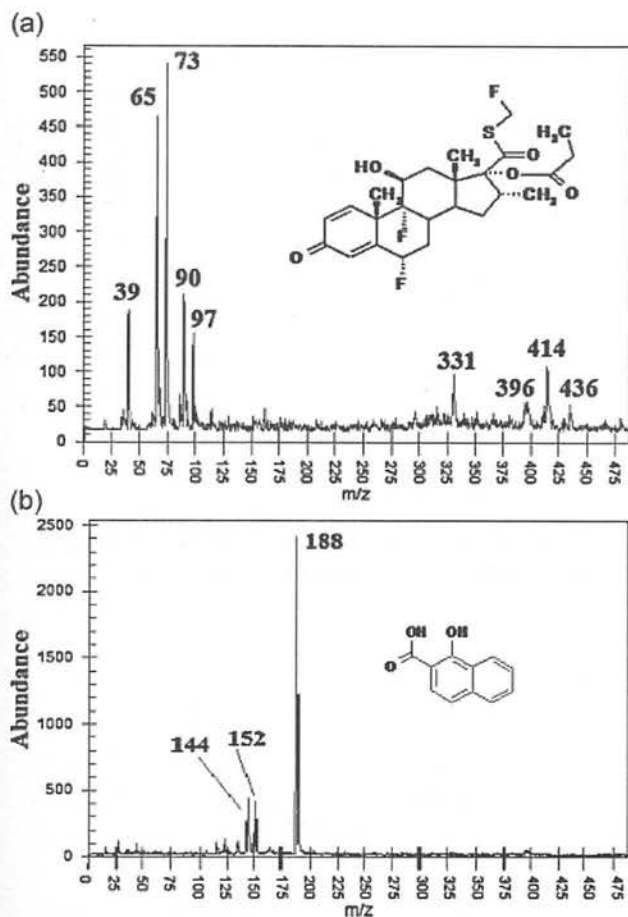 (a)
550
500
450
400
350
300
250
200
150
100
50
0
Abundance
73
65
39
90
97
331
396
414
436
F
S
H₃C
HO
CH₃
O
CH₃
O
O
CH₃
O
F
F
0 25 50 75 100 125 150 175 200 225 250 275 300 325 350 375 400 425 450 475
m/z
(b)
2500
2000
1500
1000
500
0
Abundance
188
144
152
OH
OH
O
0 25 50 75 100 125 150 175 200 225 250 275 300 325 350 375 400 425 450 475
m/z